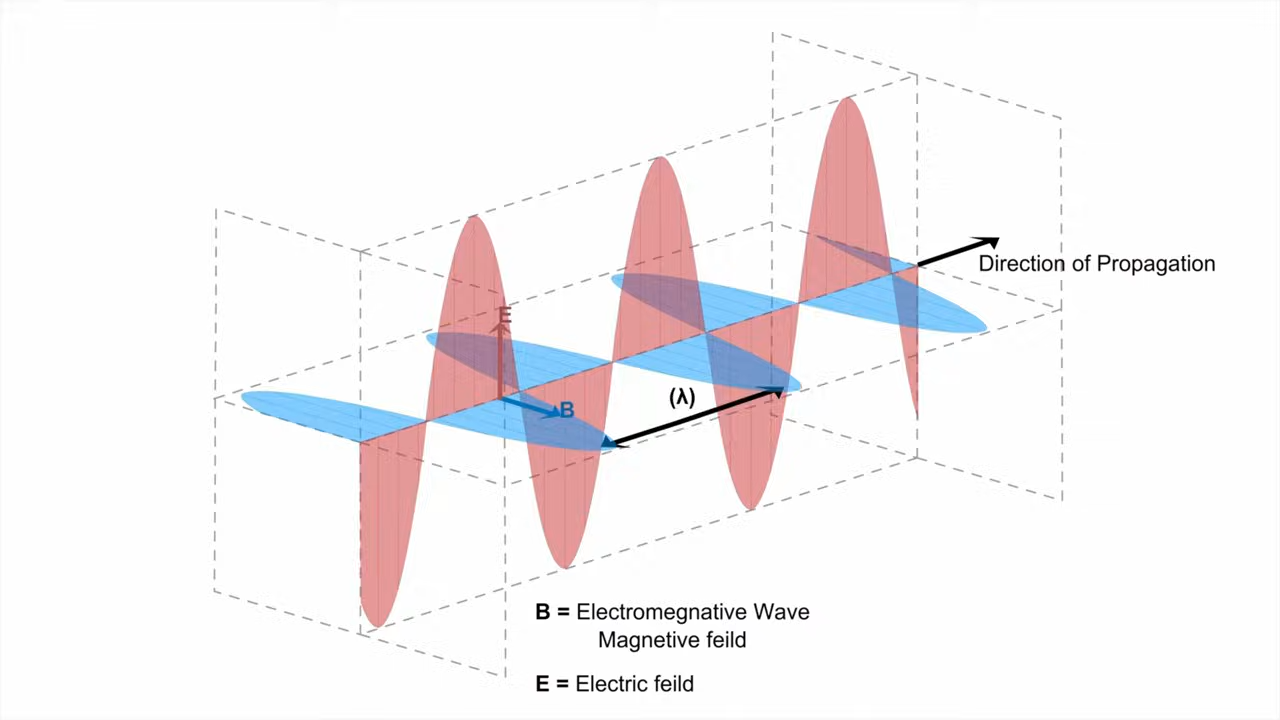 E
Direction of Propagation
(λ)
B
B = Electromegnative Wave
Magnetive feild
E = Electric feild